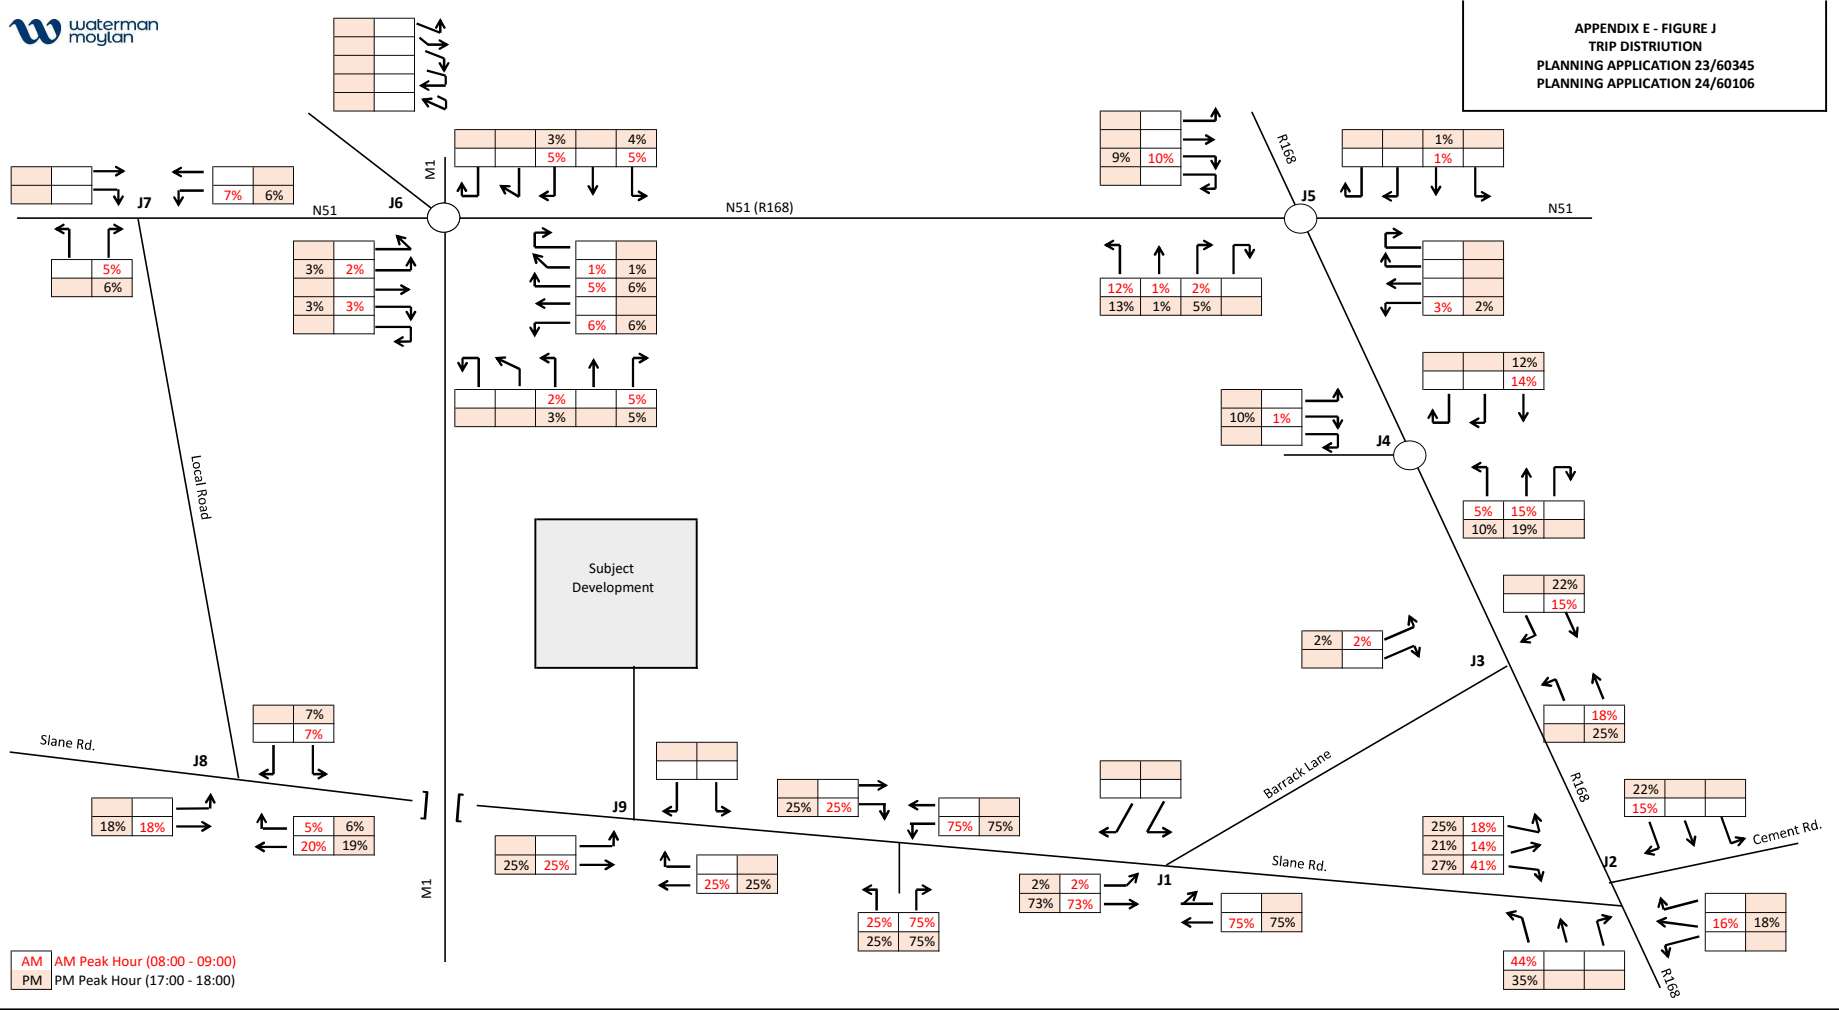 waterman
moylan
APPENDIX E - FIGURE J
TRIP DISTRIUTION
PLANNING APPLICATION 23/60345
PLANNING APPLICATION 24/60106
3% 4%
5% 5%
M1
R168
9% 10%
1%
1%
7% 6%
J7
N51
J6
N51 (R168)
J5
N51
5%
6%
3% 2%
3% 3%
1% 1%
5% 6%
6% 6%
12% 1% 2%
13% 1% 5%
3% 2%
2% 5%
3% 5%
12%
14%
10% 1%
J4
Local Road
5% 15%
10% 19%
Subject
Development
22%
15%
2% 2%
J3
18%
25%
7%
7%
Slane Rd.
J8
18% 18%
5% 6%
20% 19%
]
[
J9
25% 25%
25% 25%
25% 25%
75% 75%
25% 75%
25% 75%
Barrack Lane
2% 2%
73% 73%
J1
75% 75%
Slane Rd.
R168
22%
15%
25% 18%
21% 14%
27% 41%
Cement Rd.
J2
16% 18%
44%
35%
R168
M1
AM AM Peak Hour (08:00 - 09:00)
PM PM Peak Hour (17:00 - 18:00)